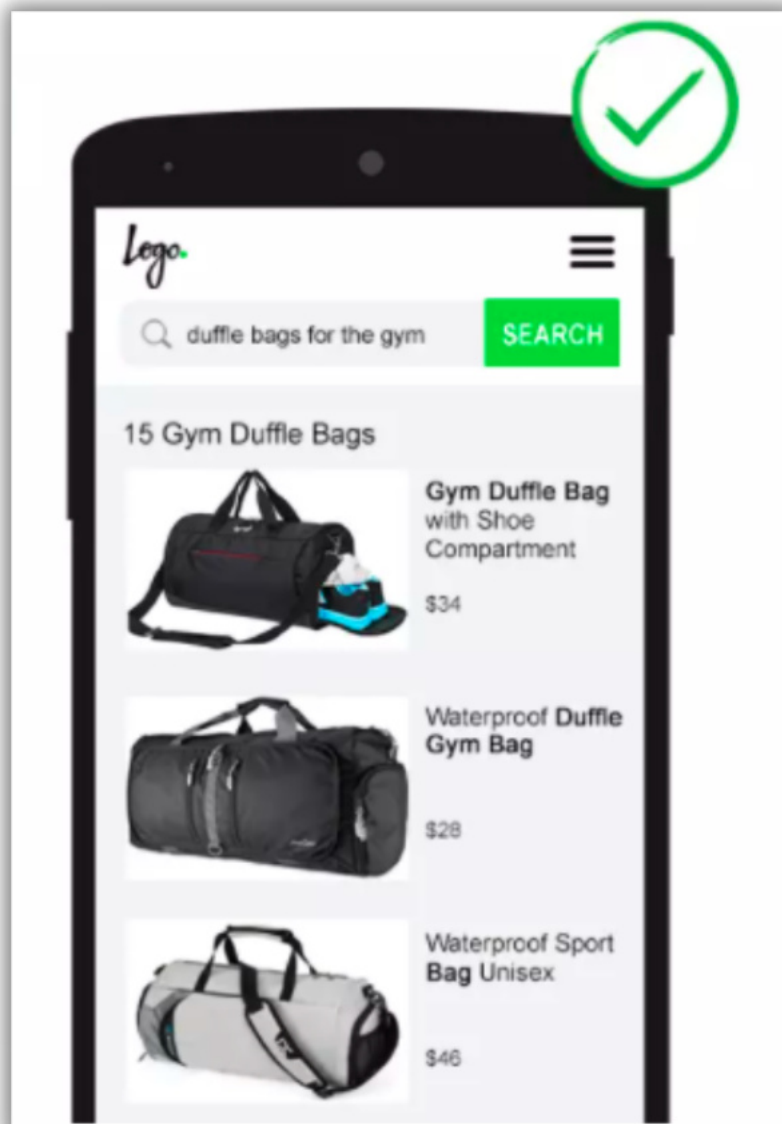 Logo.
duffle bags for the gym
SEARCH
15 Gym Duffle Bags
Gym Duffle Bag
with Shoe
Compartment
$34
Waterproof Duffle
Gym Bag
$28
Waterproof Sport
Bag Unisex
$46